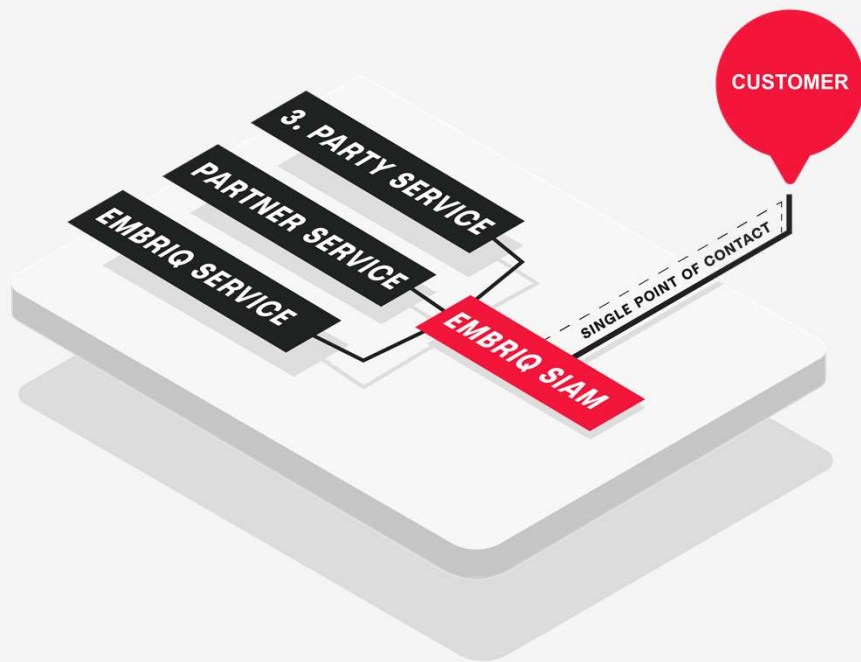 CUSTOMER
3. PARTY SERVICE
PARTNER SERVICE
EMBRIQ SERVICE
SINGLE POINT OF CONTACT
EMBRIQ SIAM